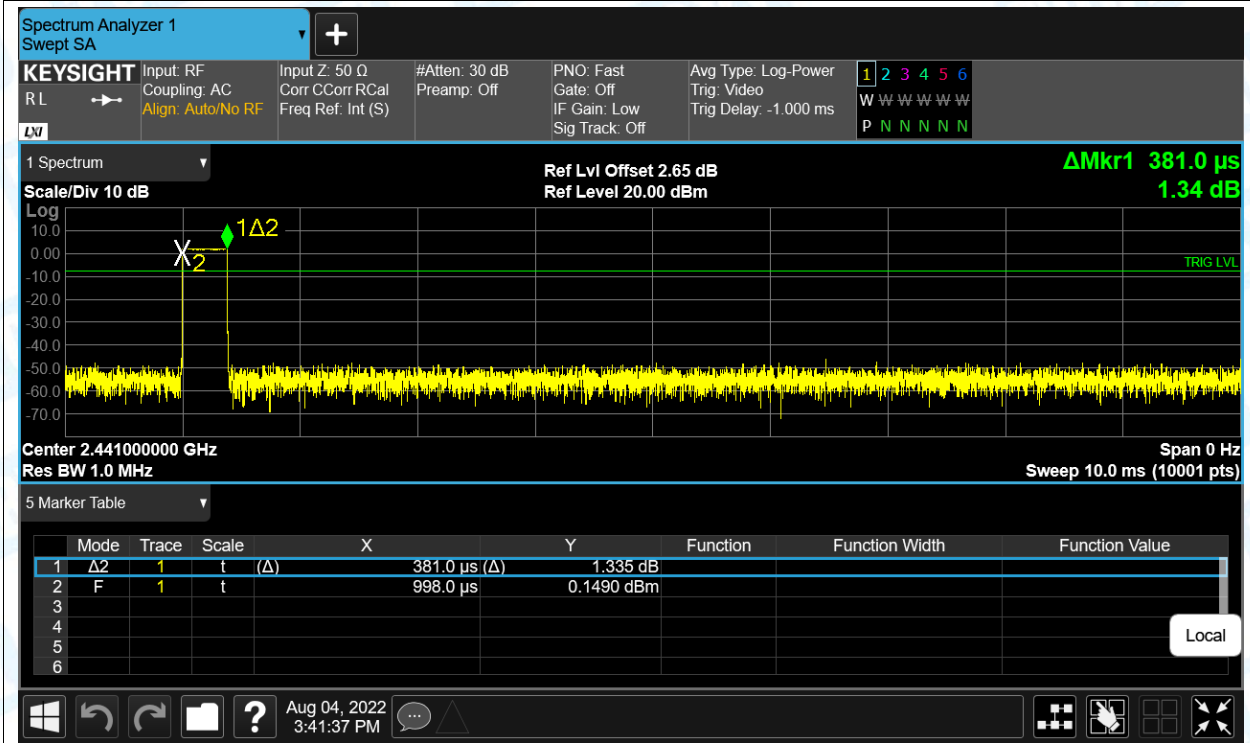 Spectrum Analyzer 1
Swept SA
KEYSIGHT
R L
LXI
Input: RF
Coupling: AC
Align: Auto/No RF
Input Z: 50 Ω
Corr CCorr RCal
Freq Ref: Int (S)
#Atten: 30 dB
Preamp: Off
PNO: Fast
Gate: Off
IF Gain: Low
Sig Track: Off
Avg Type: Log-Power
Trig: Video
Trig Delay: -1.000 ms
1 2 3 4 5 6
W W W W W W
P N N N N N
1 Spectrum
Scale/Div 10 dB
Ref Lvl Offset 2.65 dB
Ref Level 20.00 dBm
ΔMkr1 381.0 µs
1.34 dB
Log
10.0
0.00
-10.0
-20.0
-30.0
-40.0
-50.0
-60.0
-70.0
1Δ2
2
TRIG LVL
Center 2.441000000 GHz
Res BW 1.0 MHz
Span 0 Hz
Sweep 10.0 ms (10001 pts)
5 Marker Table
Mode Trace Scale X Y Function Function Width Function Value
1 Δ2 1 t (Δ) 381.0 µs (Δ) 1.335 dB
2 F 1 t 998.0 µs 0.1490 dBm
3
4
5
6
Local
?
Aug 04, 2022
3:41:37 PM